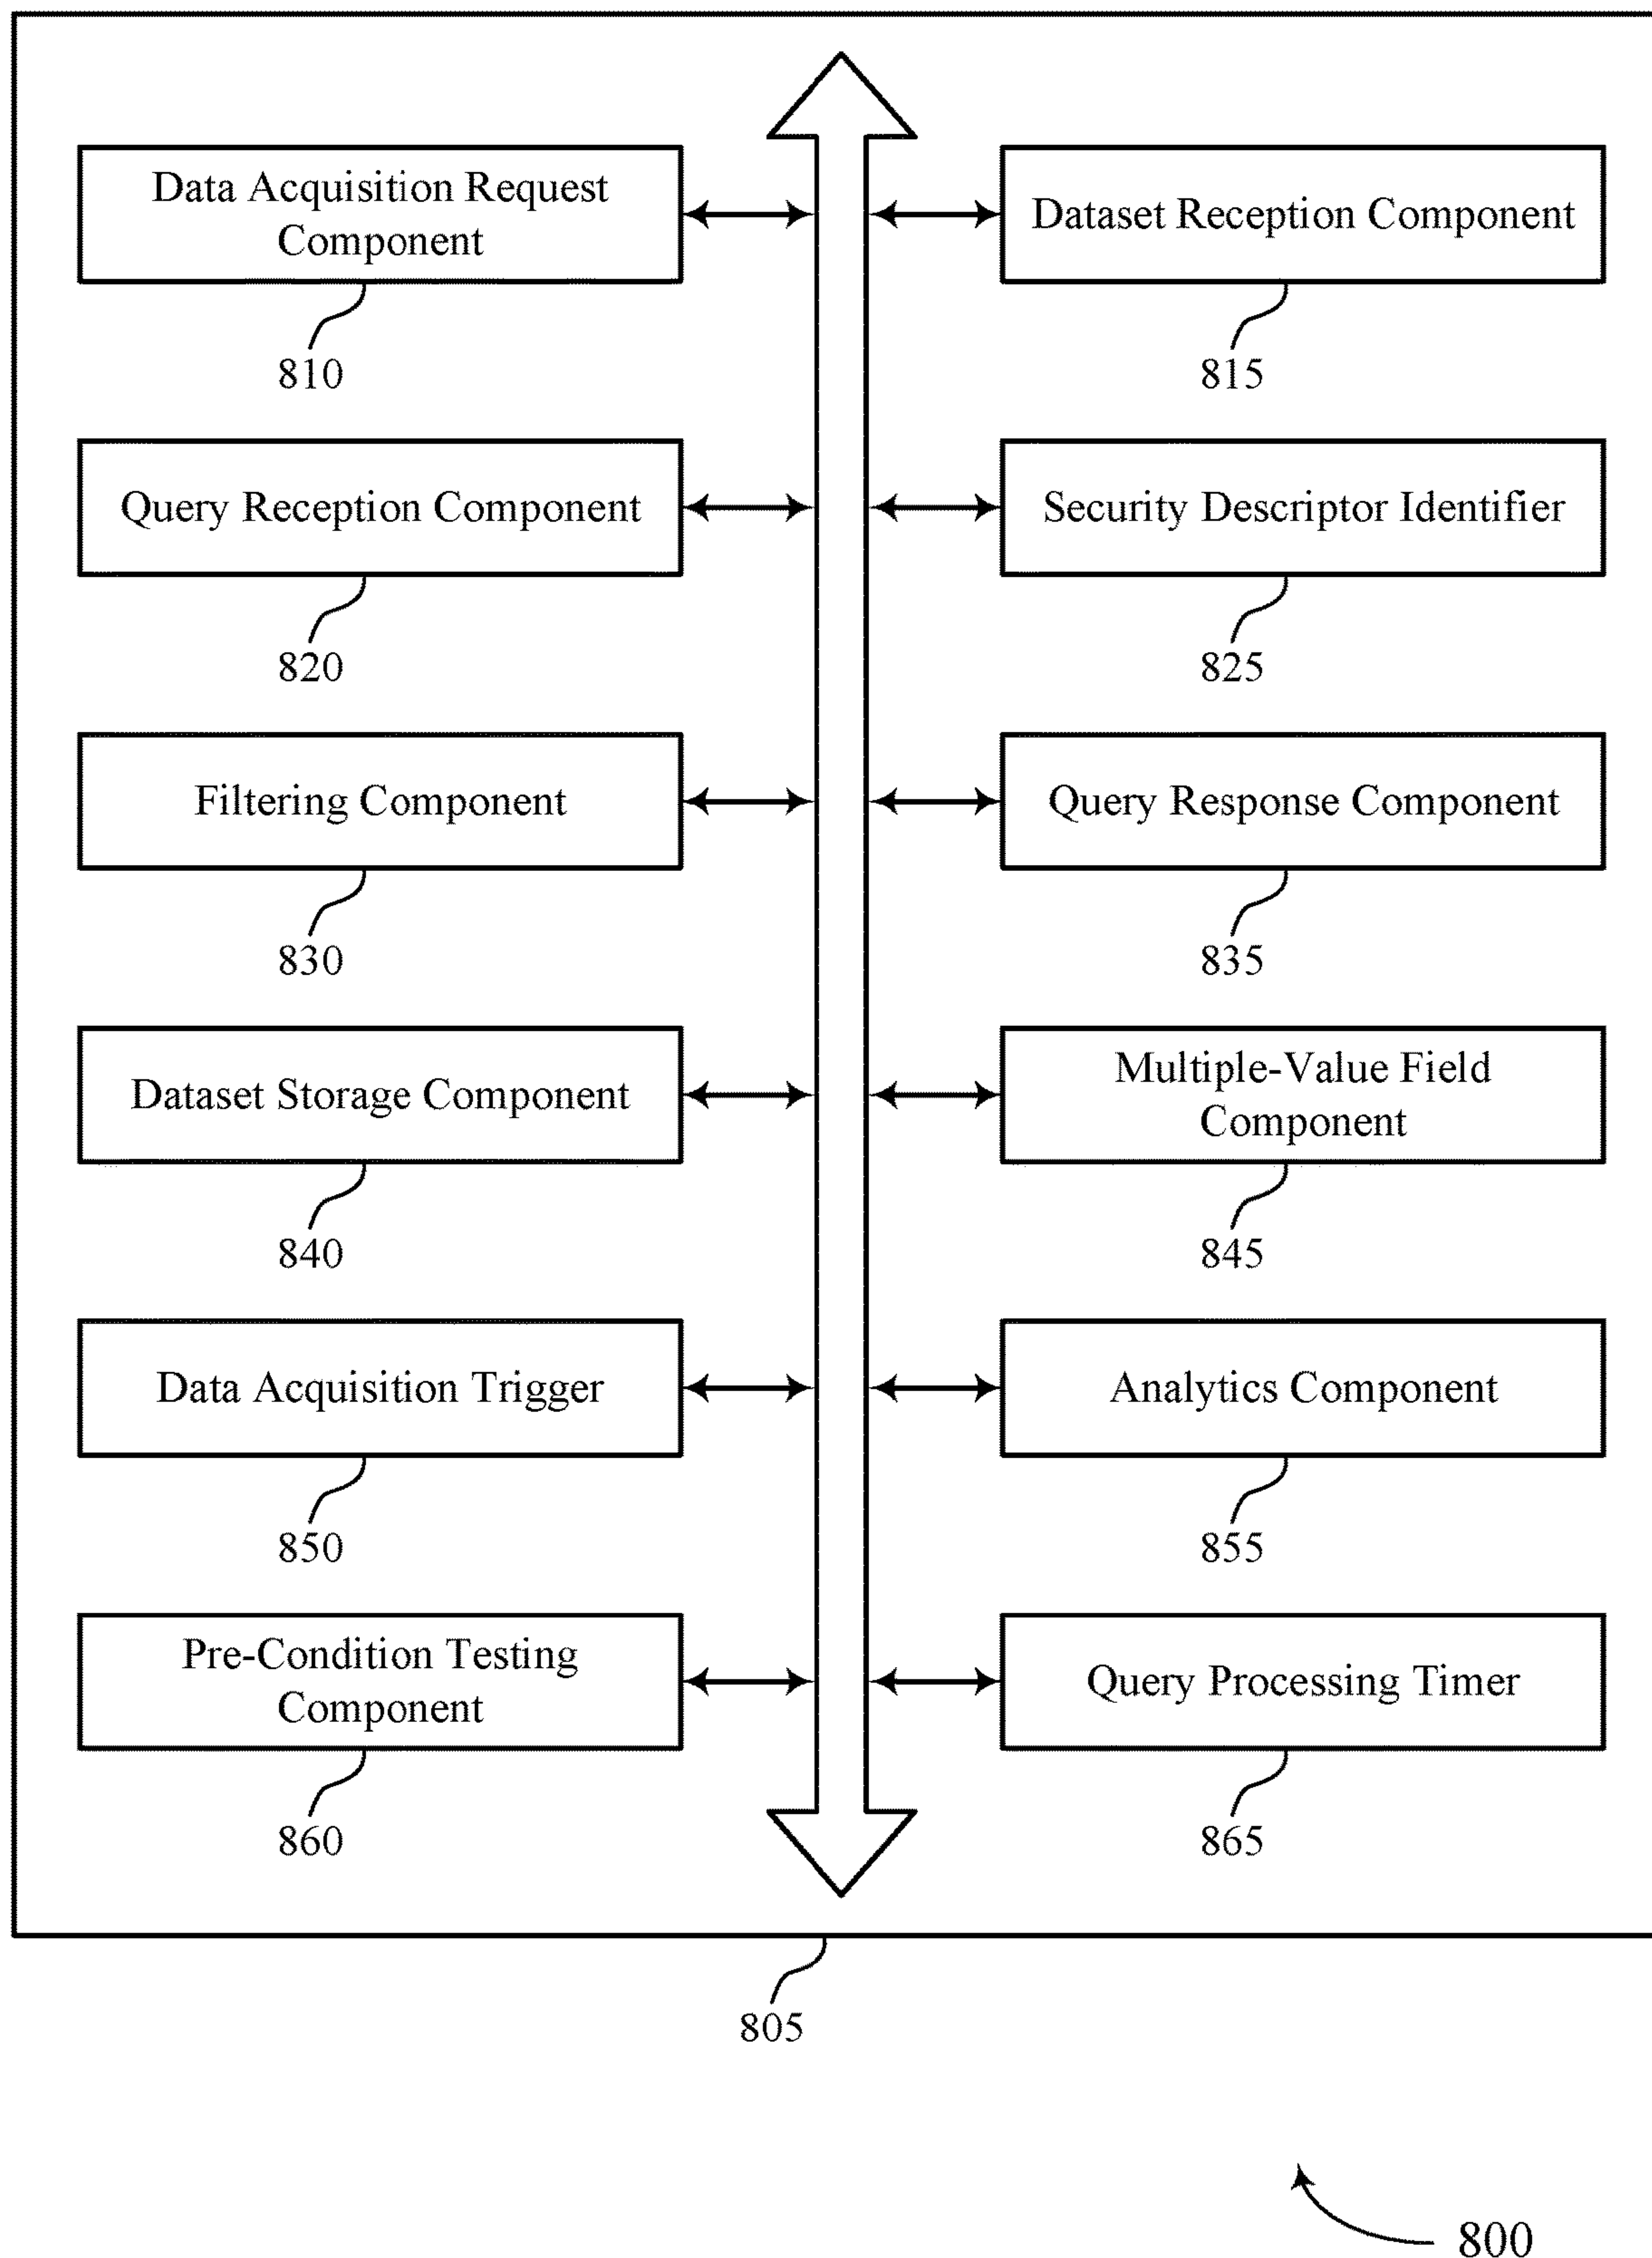 Data Acquisition Request
Component
810
Dataset Reception Component
815
Query Reception Component
820
Security Descriptor Identifier
825
Filtering Component
830
Query Response Component
835
Dataset Storage Component
840
Multiple-Value Field
Component
845
Data Acquisition Trigger
850
Analytics Component
855
Pre-Condition Testing
Component
860
Query Processing Timer
865
805
800